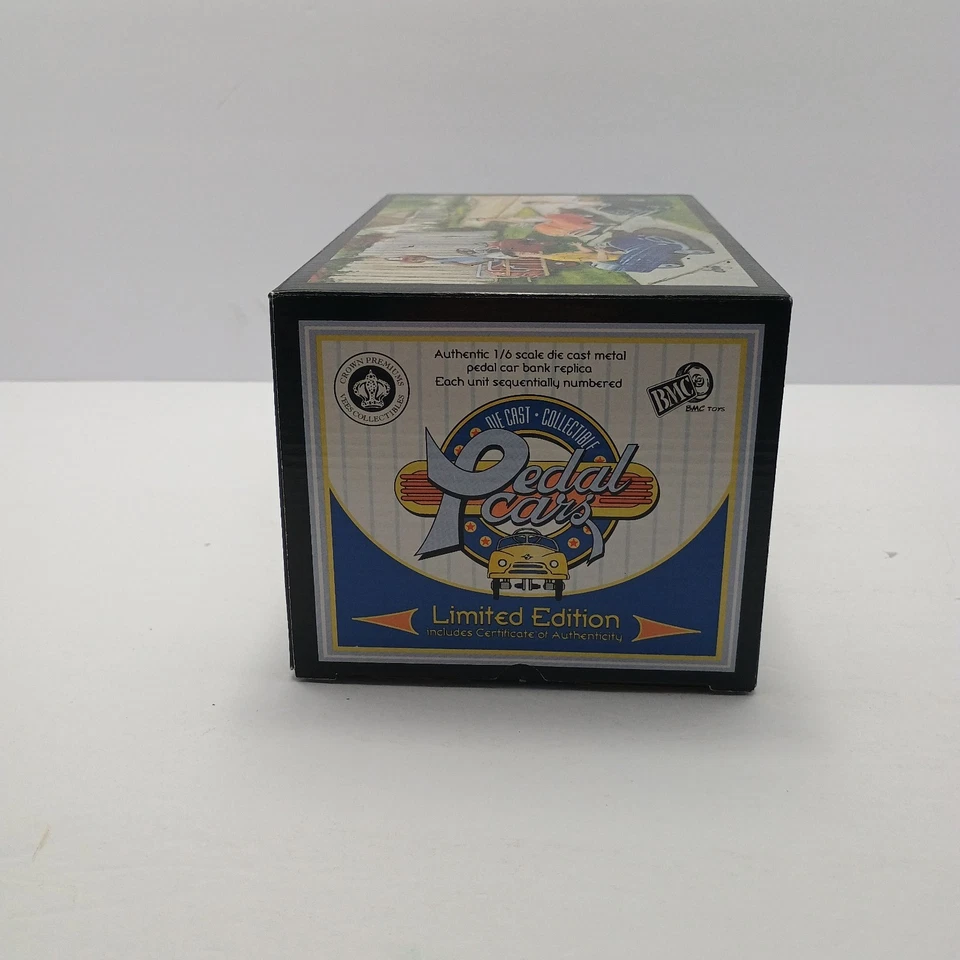 Authentic 1/6 scale die cast metal
pedal car bank replica
Each unit sequentially numbered
CROWN PREMIUMS
VEES COLLECTIBLES
BMC
BMC TOYS
DIE CAST • COLLECTIBLE
Pedal
cars
Limited Edition
includes Certificate of Authenticity